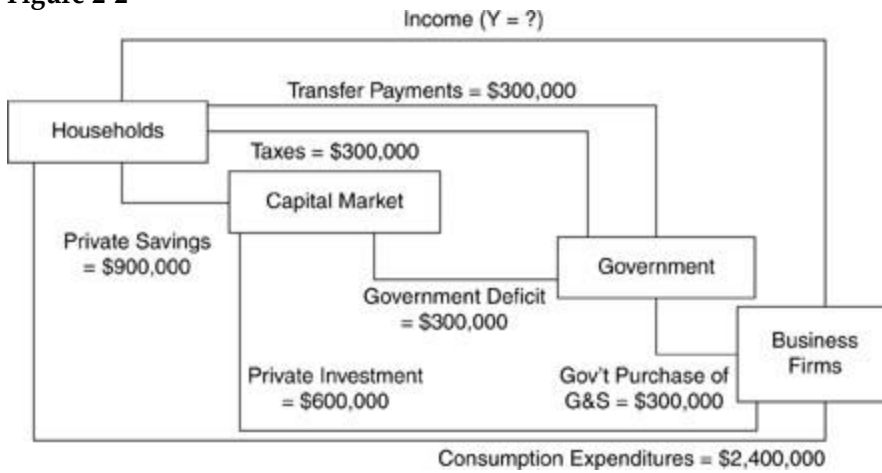 Figure 2-2
Income (Y = ?)
Transfer Payments = $300,000
Households
Taxes = $300,000
Capital Market
Private Savings
= $900,000
Government
Government Deficit
= $300,000
Business
Firms
Private Investment
= $600,000
Gov't Purchase of
G&S = $300,000
Consumption Expenditures = $2,400,000